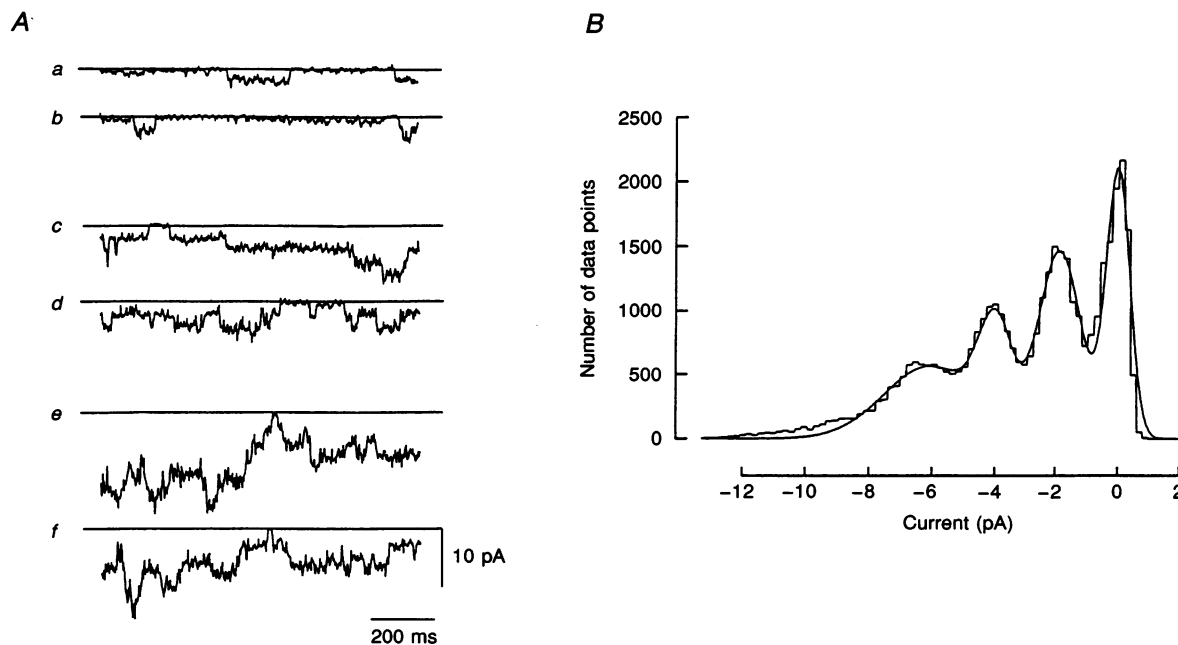 A
B
a
b
c
d
e
f
10 pA
200 ms
Number of data points
2500
2000
1500
1000
500
0
−12 −10 −8 −6 −4 −2 0 2
Current (pA)